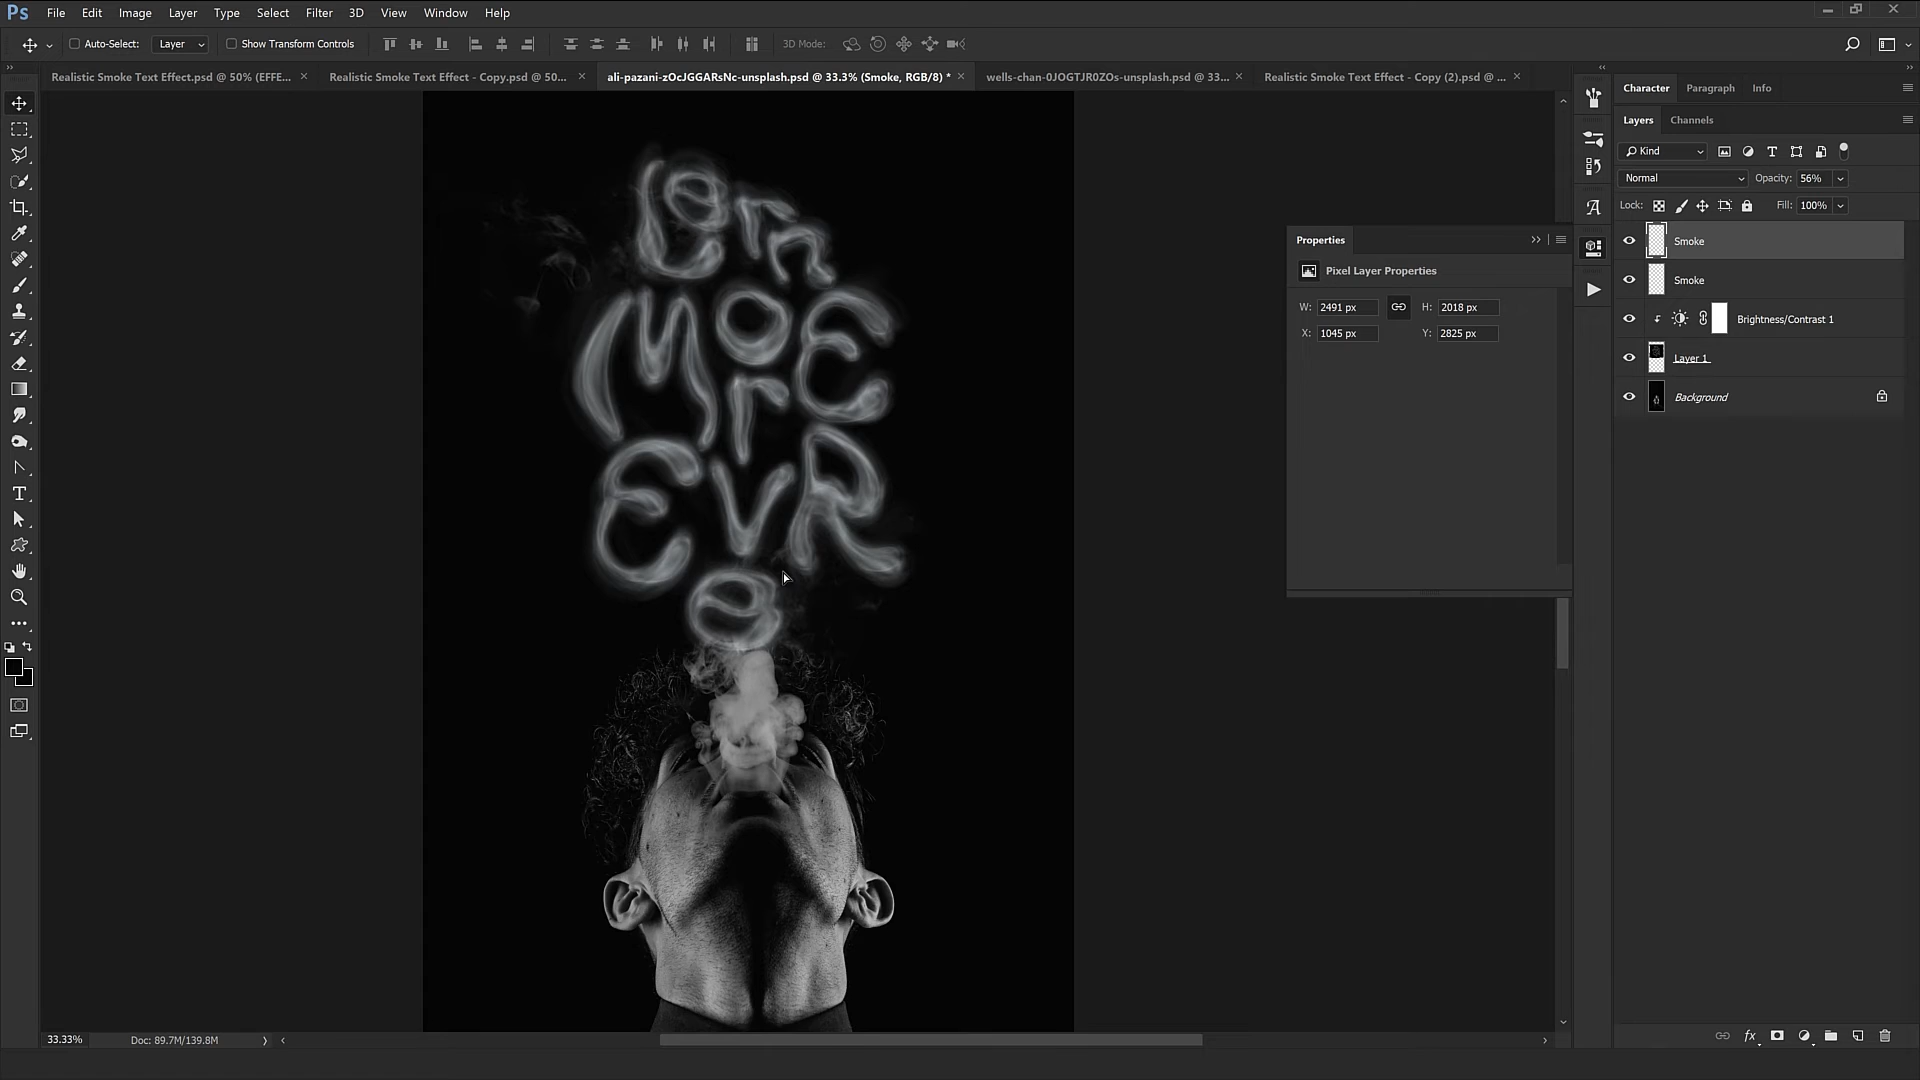 Ps File Edit Image Layer Type Select Filter 3D View Window Help
Auto-Select: Layer Show Transform Controls 3D Mode:
Realistic Smoke Text Effect.psd @ 50% (EFFE... × Realistic Smoke Text Effect - Copy.psd @ 50... × ali-pazani-zOcJGGARsNc-unsplash.psd @ 33.3% (Smoke, RGB/8) * × wells-chan-0JOGTJR0ZOs-unsplash.psd @ 33... × Realistic Smoke Text Effect - Copy (2).psd @ ... ×
Character Paragraph Info
Layers Channels
Kind
Normal Opacity: 56%
Lock: Fill: 100%
Smoke
Smoke
Brightness/Contrast 1
Layer 1
Background
Properties
Pixel Layer Properties
W: 2491 px H: 2018 px
X: 1045 px Y: 2825 px
MorE
EVR
e
33.33% Doc: 89.7M/139.8M